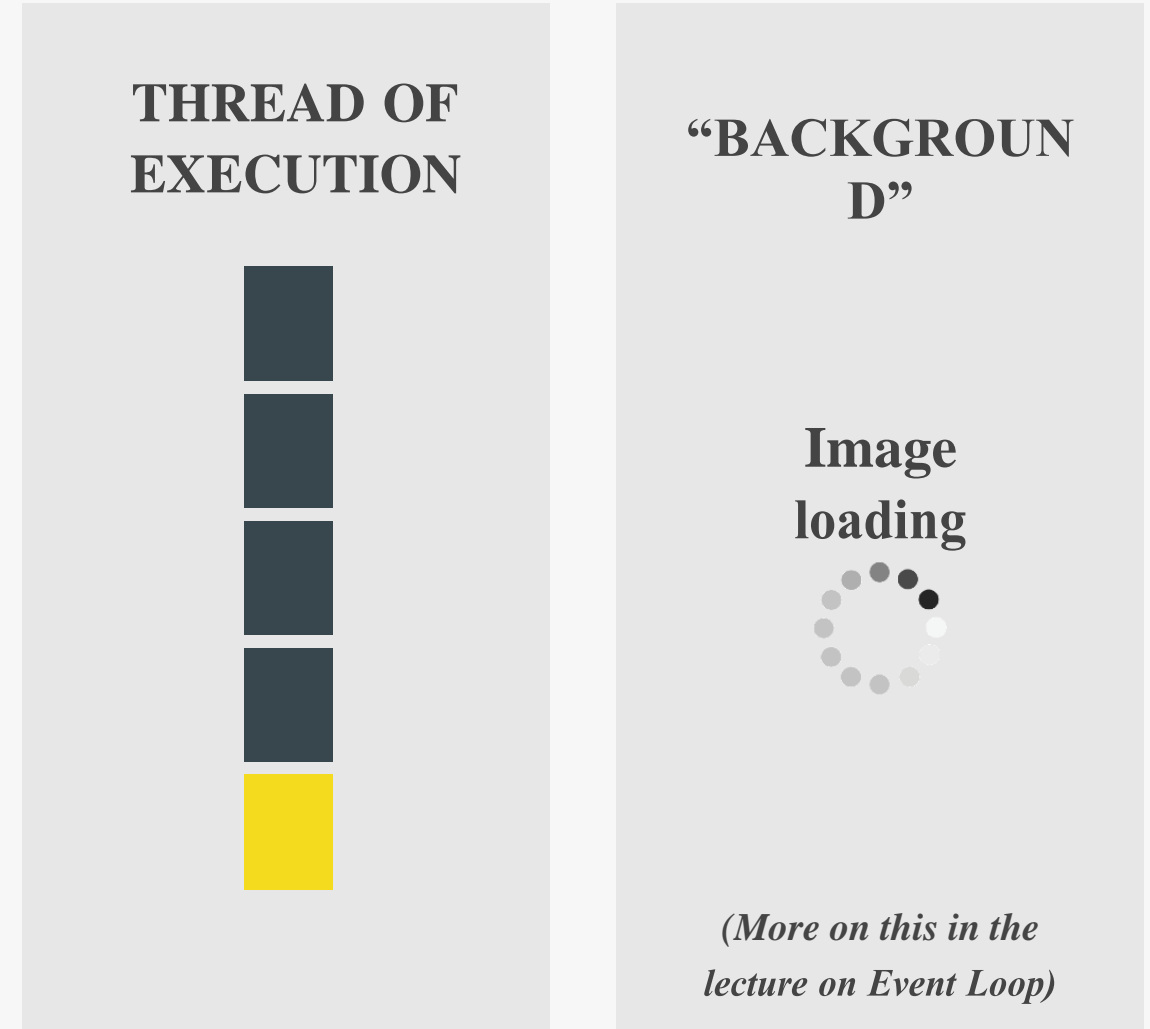 THREAD OF
EXECUTION
“BACKGROUN
D”
Image
loading
(More on this in the
lecture on Event Loop)